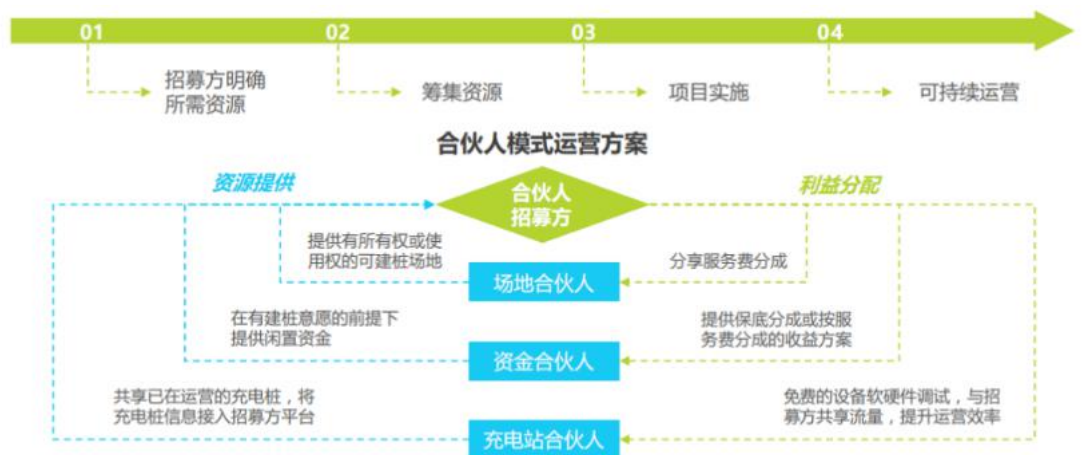 01
02
03
04
招募方明确
所需资源
筹集资源
项目实施
可持续运营
合伙人模式运营方案
资源提供
合伙人
招募方
利益分配
提供有所有权或使
用权的可建桩场地
场地合伙人
分享服务费分成
在有建桩意愿的前提下
提供闲置资金
资金合伙人
提供保底分成或按服
务费分成的收益方案
共享已在运营的充电桩，将
充电桩信息接入招募方平台
充电站合伙人
免费的设备软硬件调试，与招
募方共享流量，提升运营效率